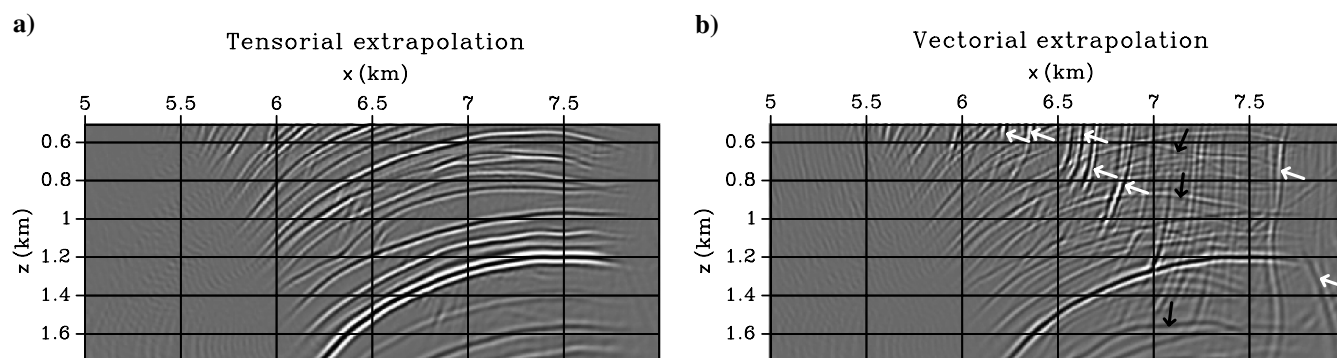 a)
Tensorial extrapolation
x (km)
5 5.5 6 6.5 7 7.5
0.6
0.8
1
1.2
1.4
1.6
z (km)
b)
Vectorial extrapolation
x (km)
5 5.5 6 6.5 7 7.5
0.6
0.8
1
1.2
1.4
1.6
z (km)